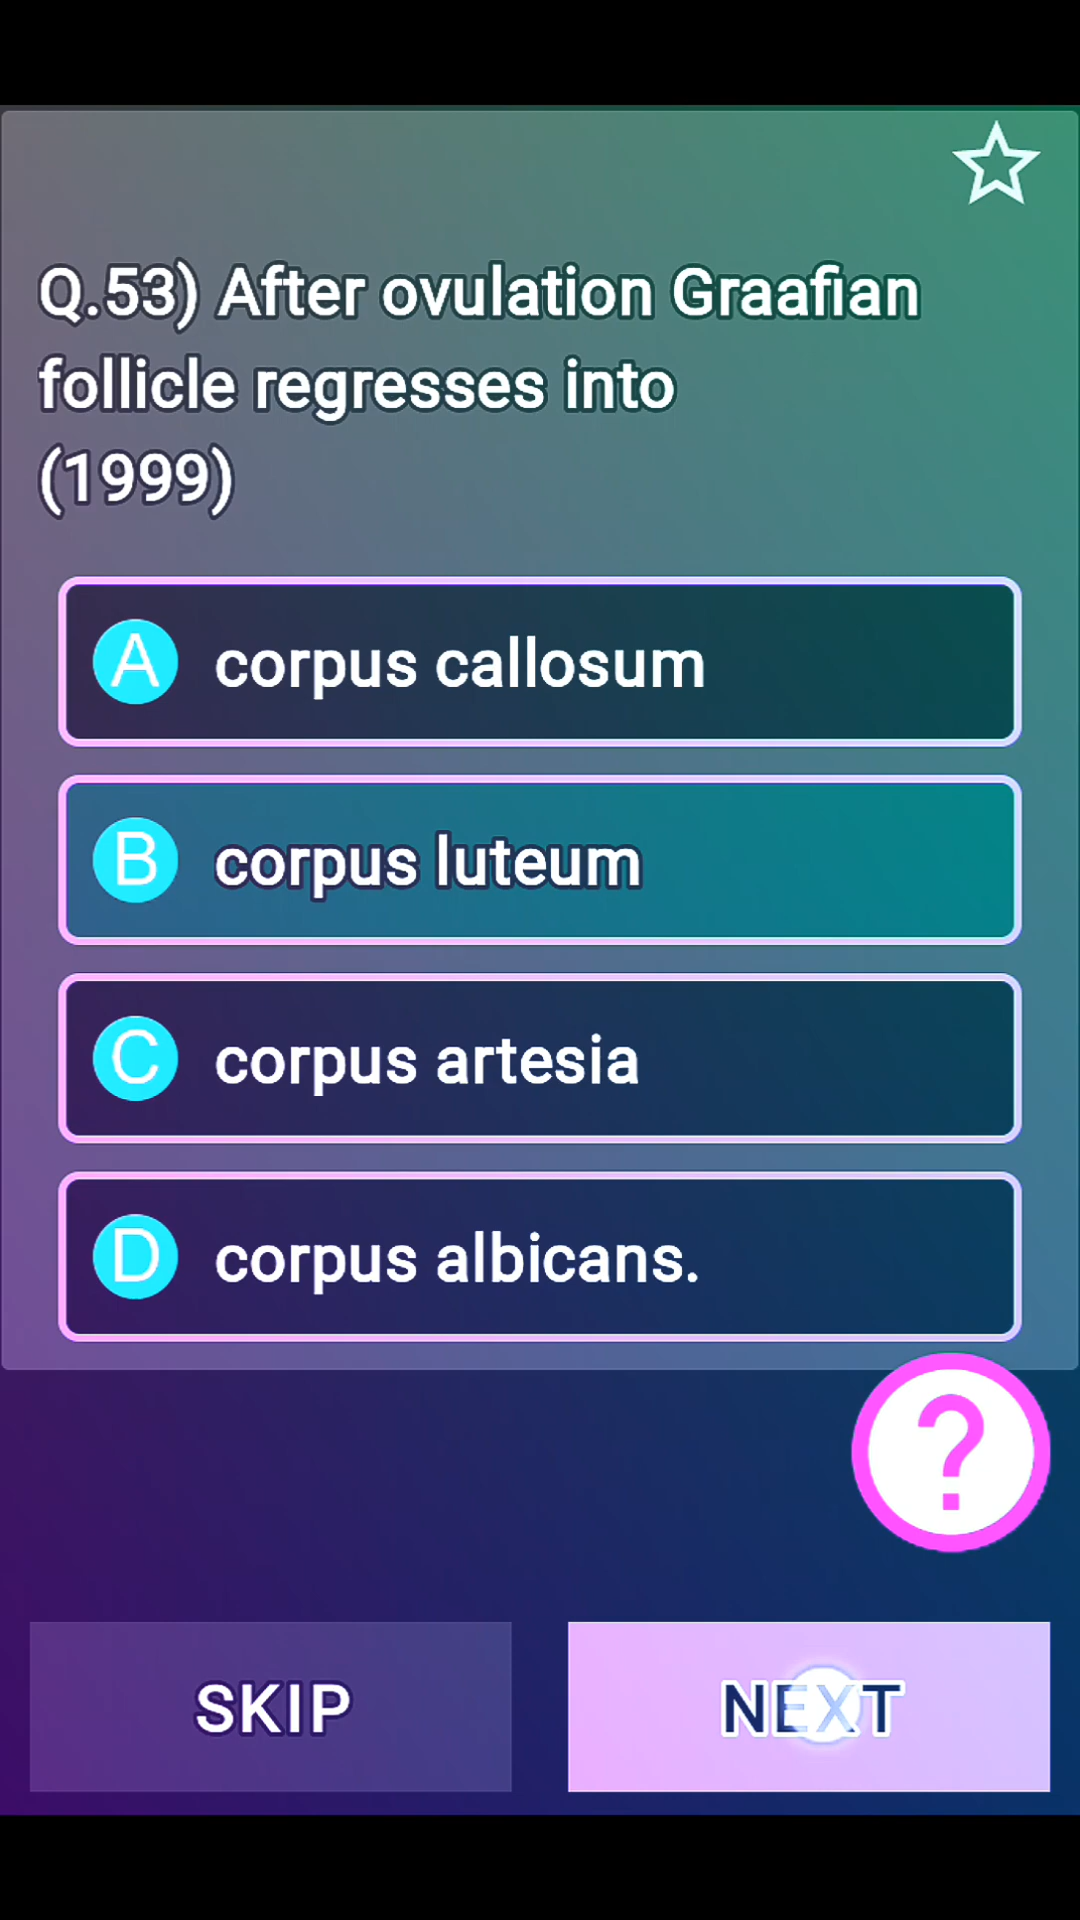 Q.53) After ovulation Graafian
follicle regresses into
(1999)
A corpus callosum
B corpus luteum
C corpus artesia
D corpus albicans.
?
SKIP NEXT